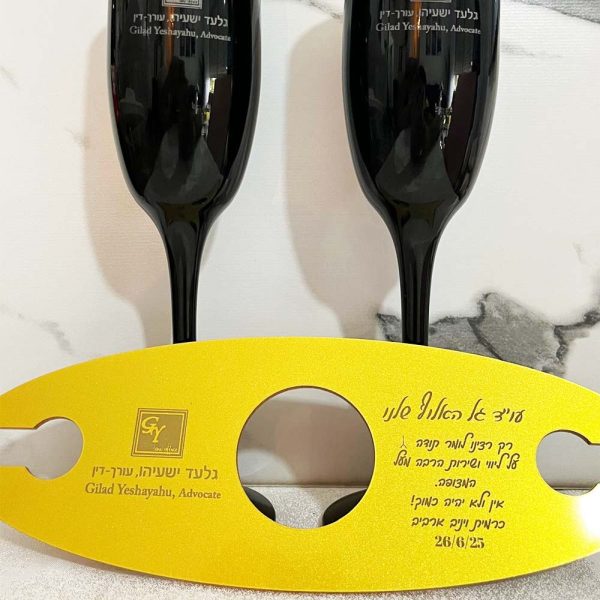 גלעד ישעיהו, עורך-דין
Gilad Yeshayahu, Advocate
גלעד ישעיהו, עורך-דין
Gilad Yeshayahu, Advocate
GY
גלעד ישעיהו, עורך-דין
Gilad Yeshayahu, Advocate
עו״ד גל האלוף שלנו
רק רצינו לומר תודה
על ליווי ושירות הרבה מעל
המצופה.
אין ולא יהיה כמוק!
כרמית ויניב ארביב
26/6/25